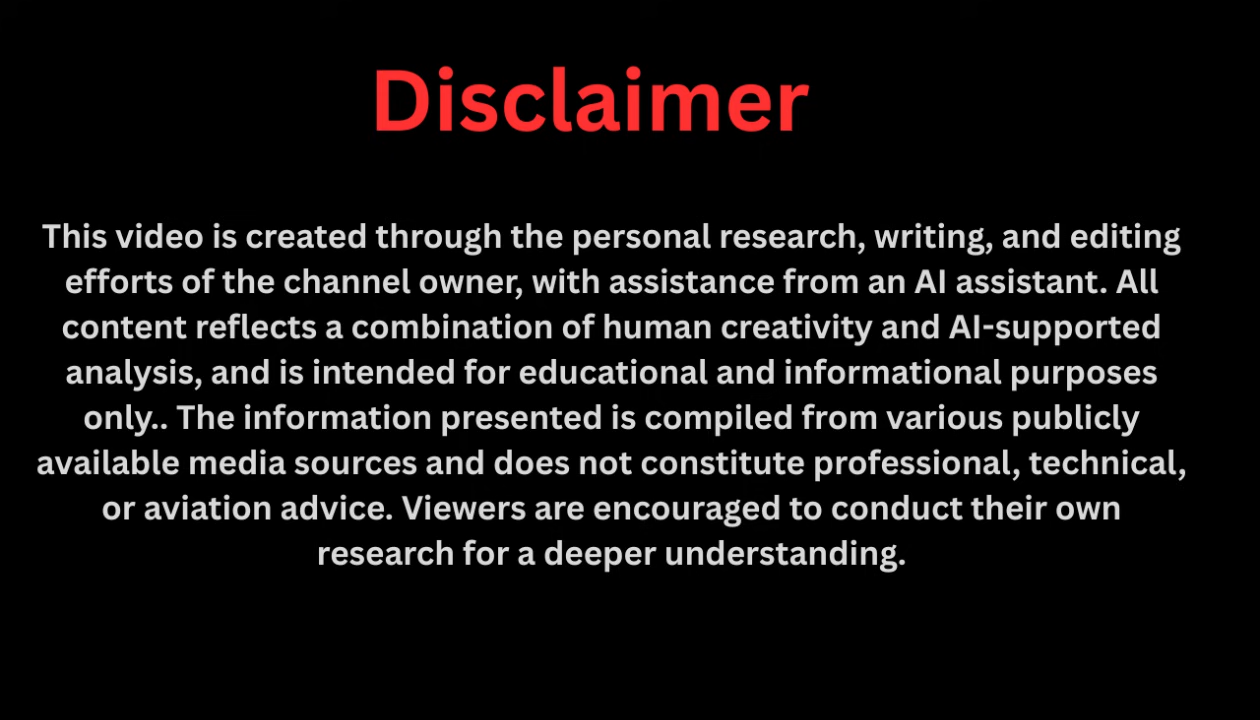 Disclaimer
This video is created through the personal research, writing, and editing
efforts of the channel owner, with assistance from an AI assistant. All
content reflects a combination of human creativity and AI-supported
analysis, and is intended for educational and informational purposes
only.. The information presented is compiled from various publicly
available media sources and does not constitute professional, technical,
or aviation advice. Viewers are encouraged to conduct their own
research for a deeper understanding.